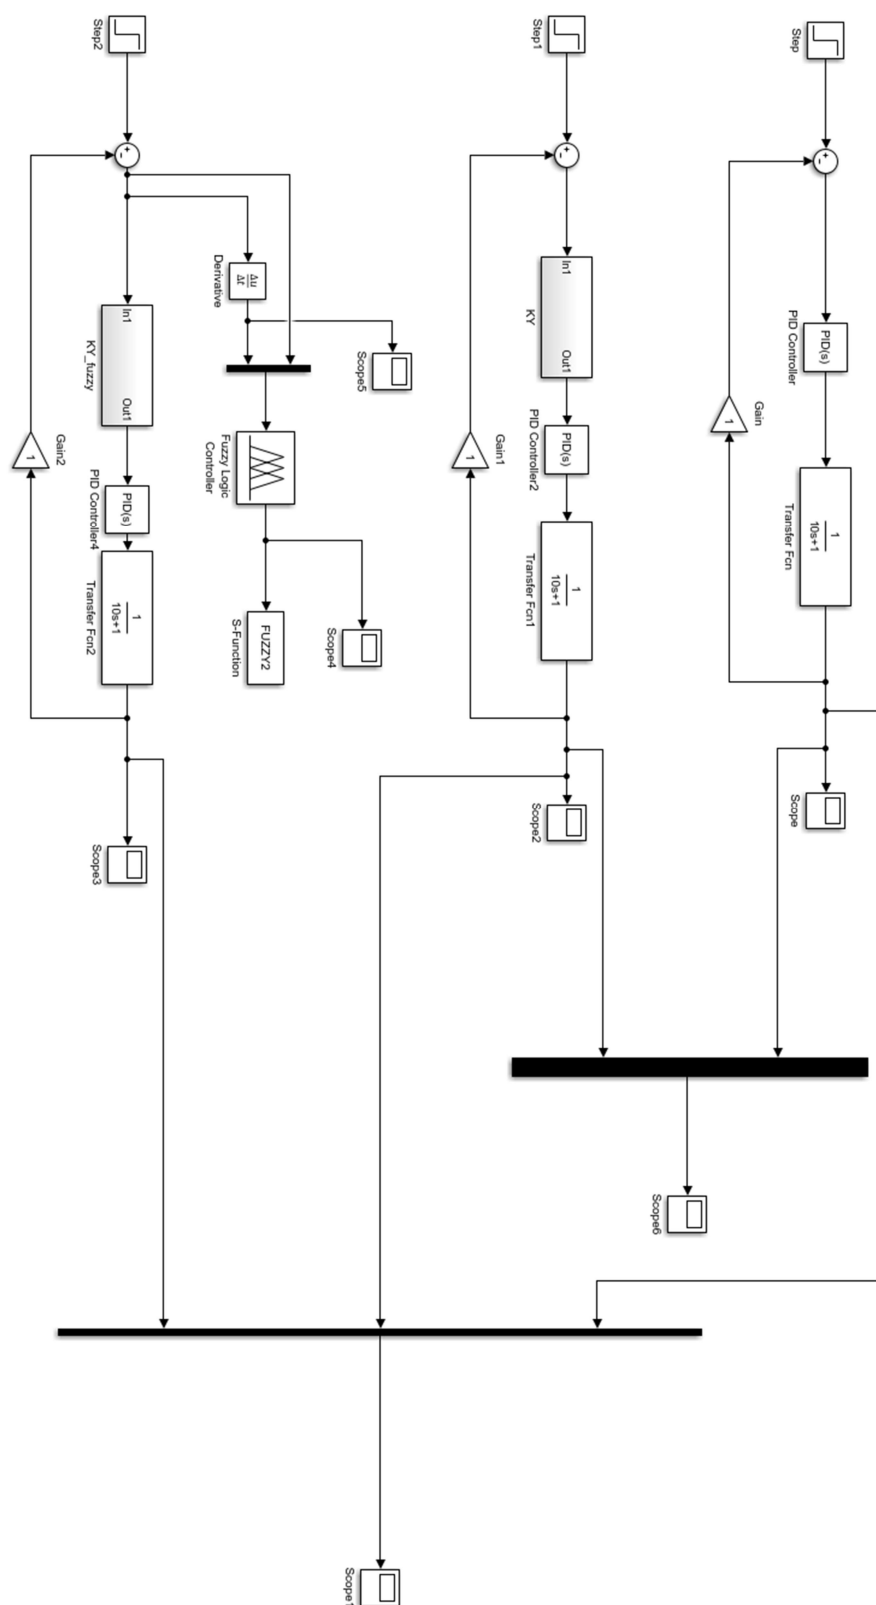 Step
+
-
PID(s)
PID Controller
1
10s+1
Transfer Fcn
Scope
1
Gain
Step1
+
-
In1
Out1
KY
PID(s)
PID Controller2
1
10s+1
Transfer Fcn1
Scope2
1
Gain1
Scope6
Scope5
Scope4
Δu
Δt
Derivative
Fuzzy Logic
Controller
FUZZY2
S-Function
Step2
+
-
In1
Out1
KY_fuzzy
PID(s)
PID Controller4
1
10s+1
Transfer Fcn2
Scope3
1
Gain2
Scope1